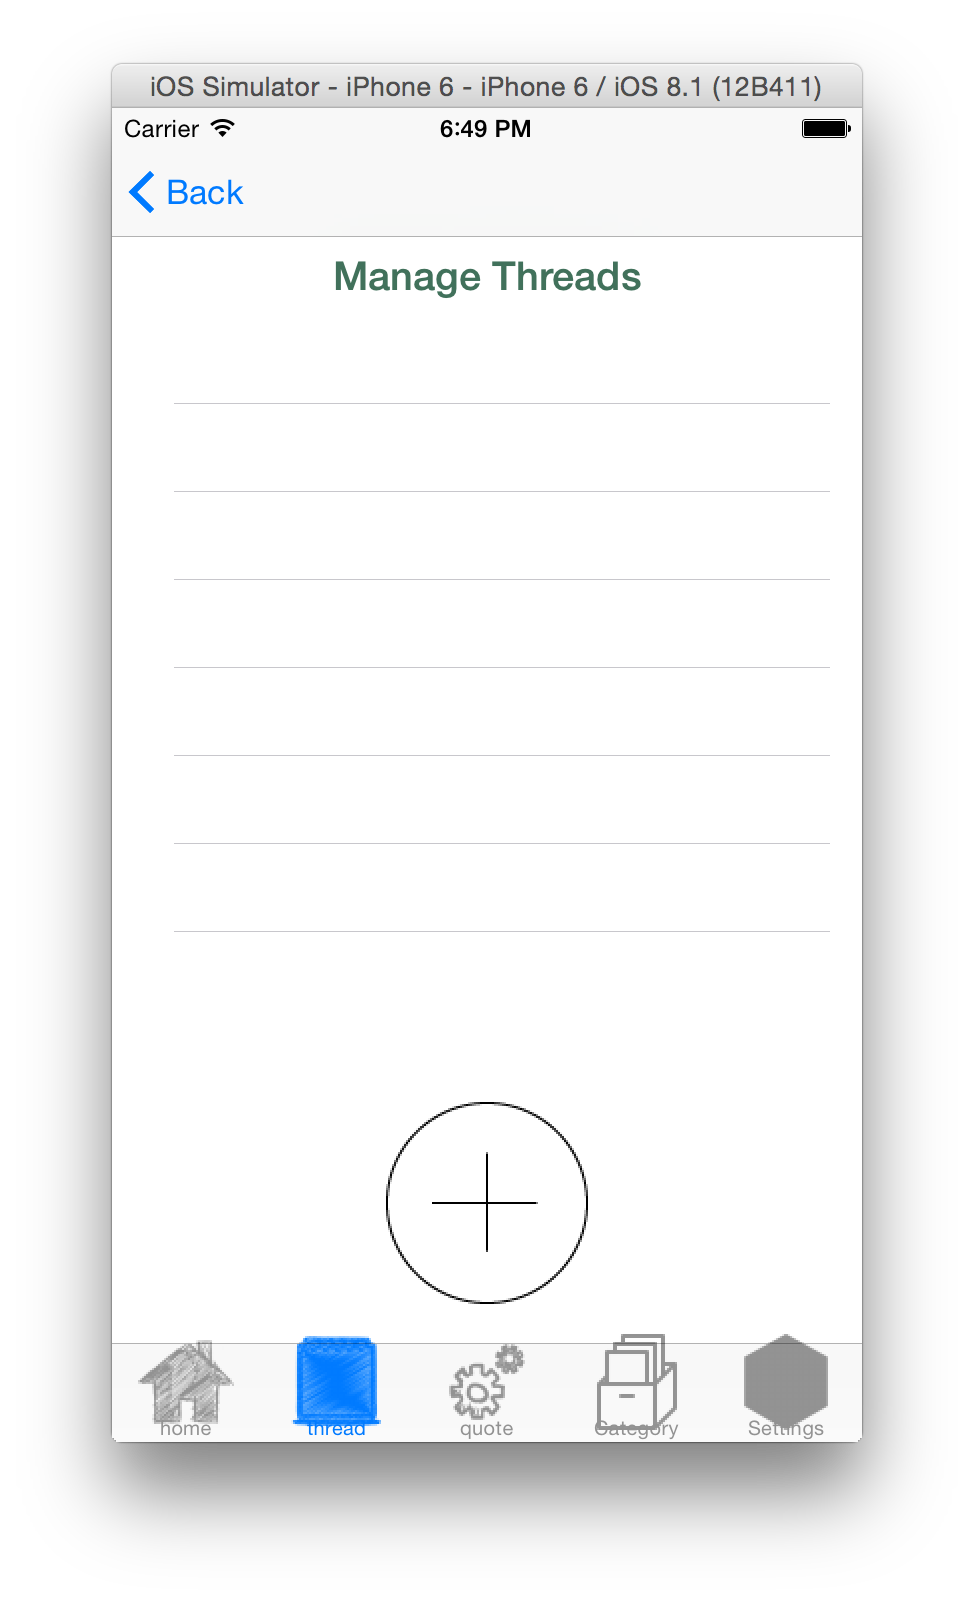 iOS Simulator - iPhone 6 - iPhone 6 / iOS 8.1 (12B411)
Carrier 6:49 PM
Back
Manage Threads
home thread quote Category Settings